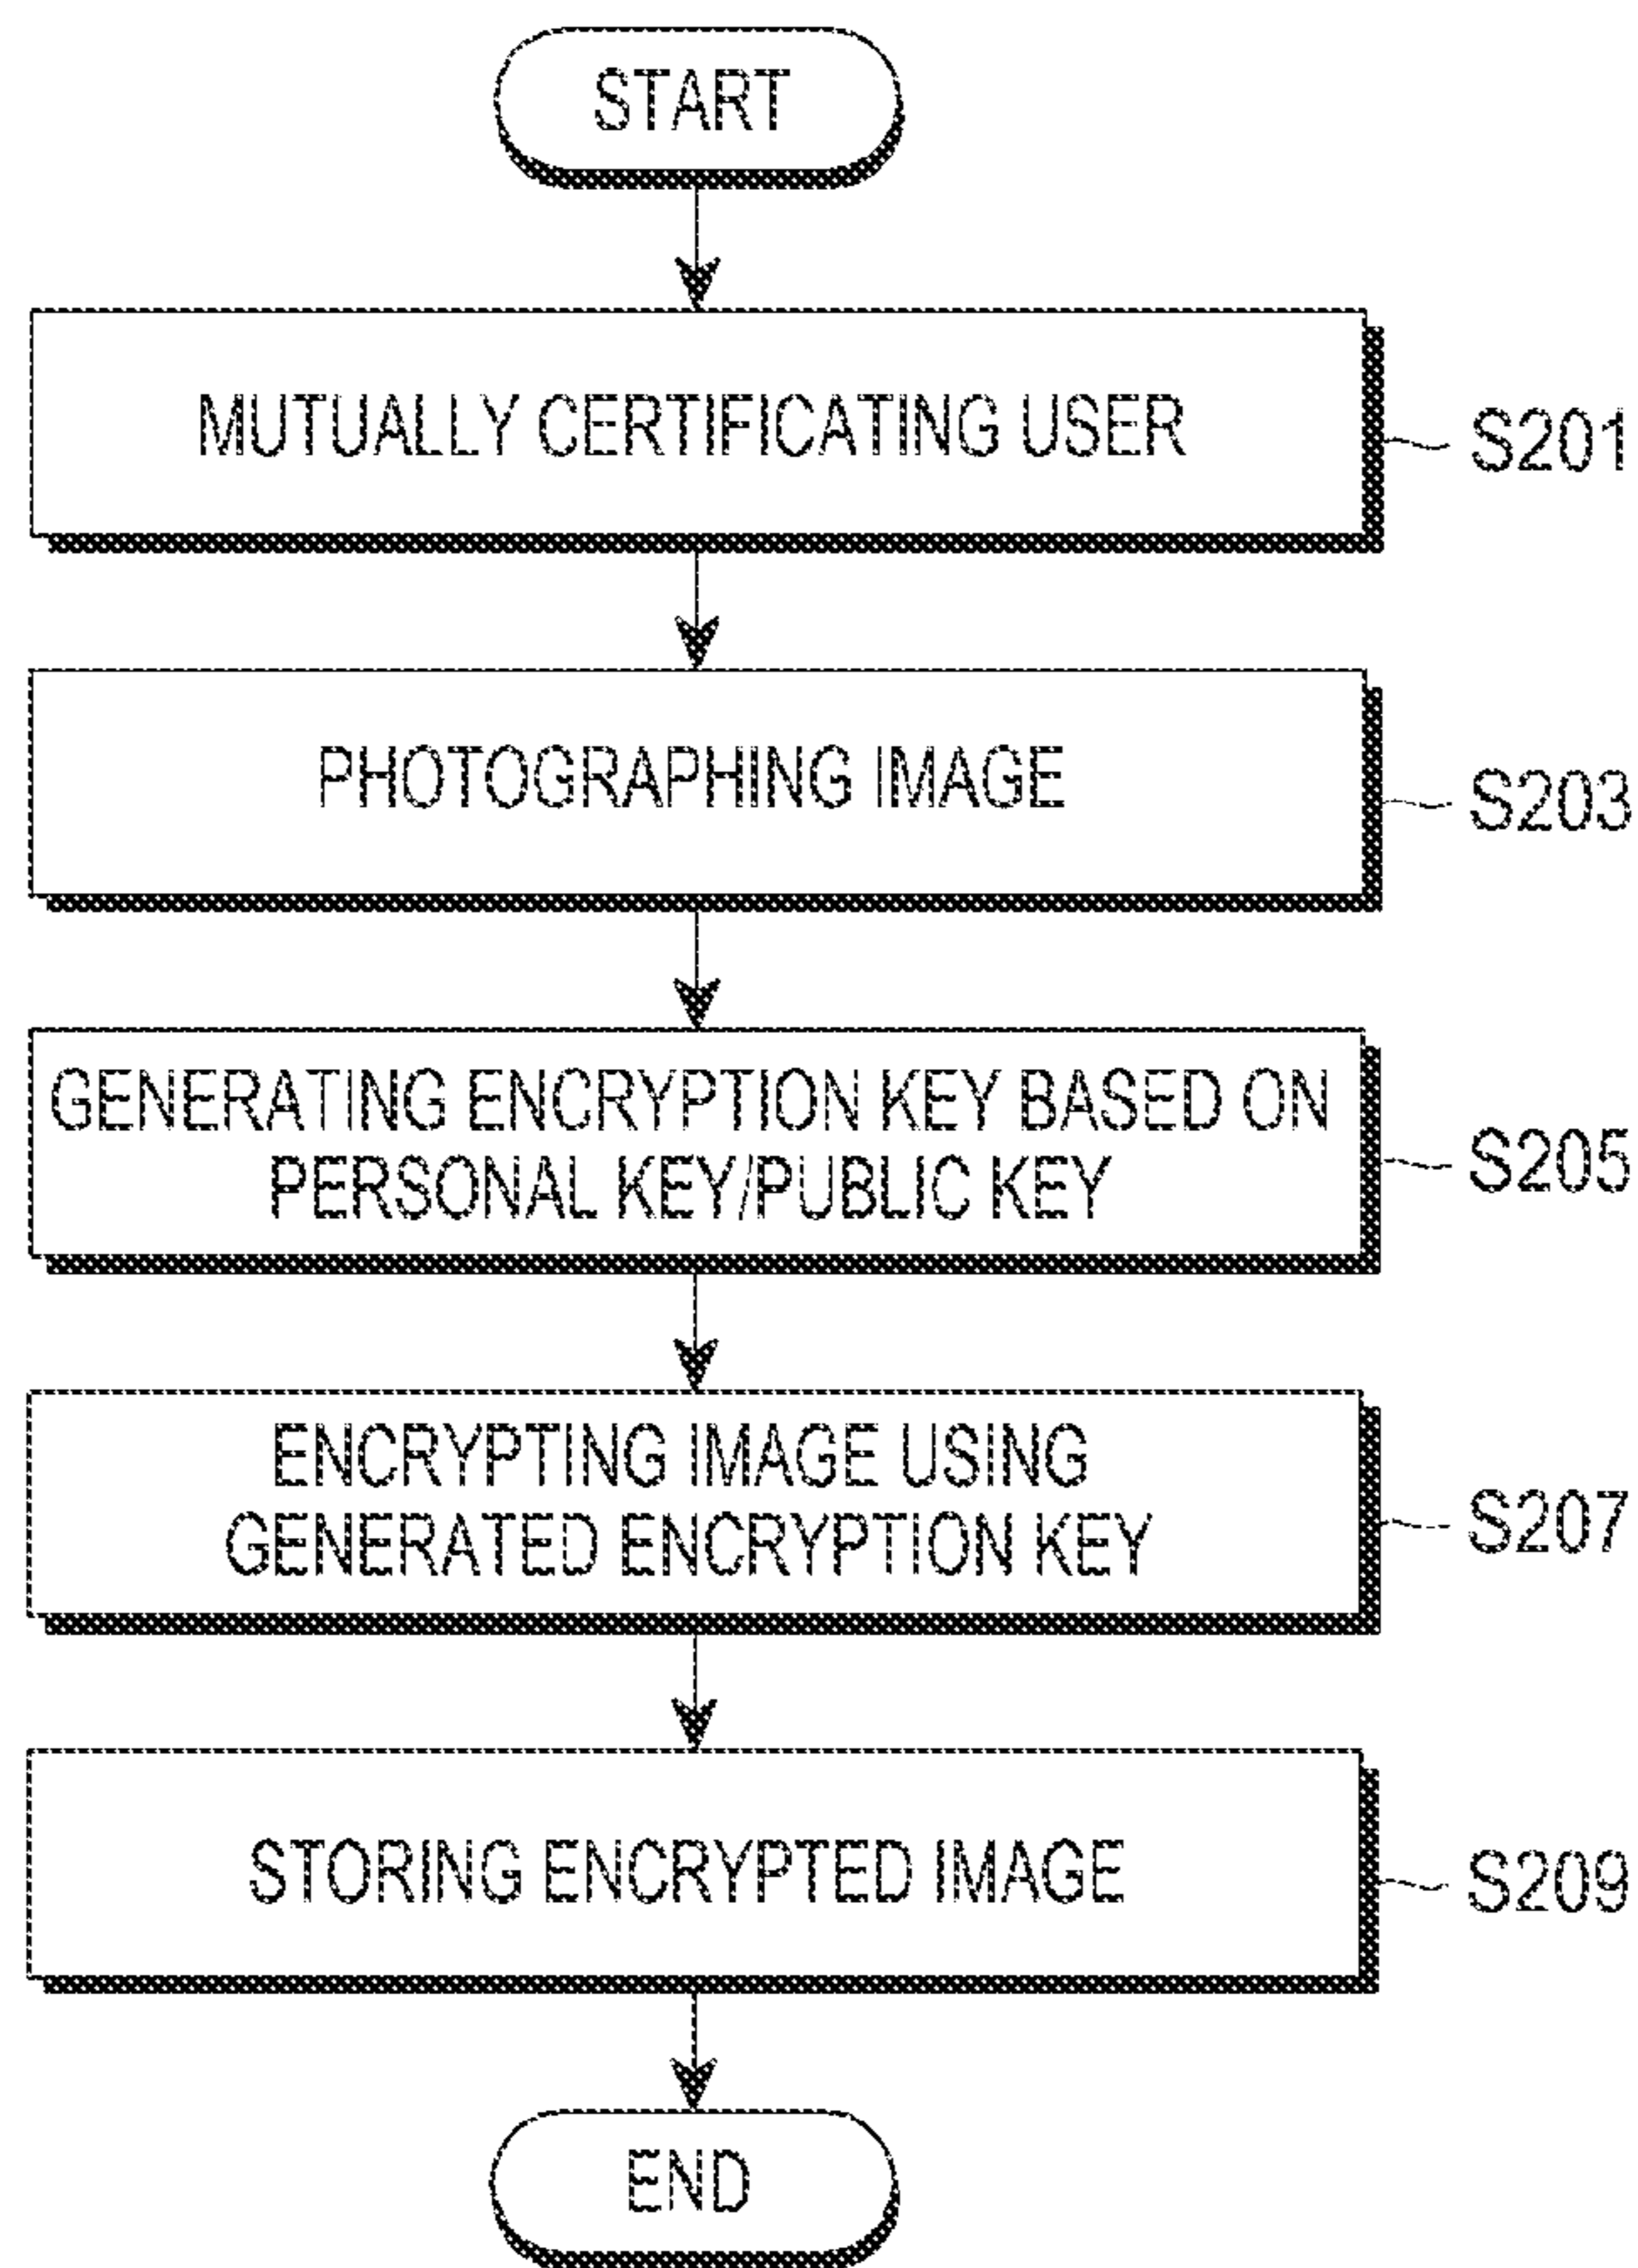 START
MUTUALLY CERTIFICATING USER
S201
PHOTOGRAPHING IMAGE
S203
GENERATING ENCRYPTION KEY BASED ON
PERSONAL KEY/PUBLIC KEY
S205
ENCRYPTING IMAGE USING
GENERATED ENCRYPTION KEY
S207
STORING ENCRYPTED IMAGE
S209
END